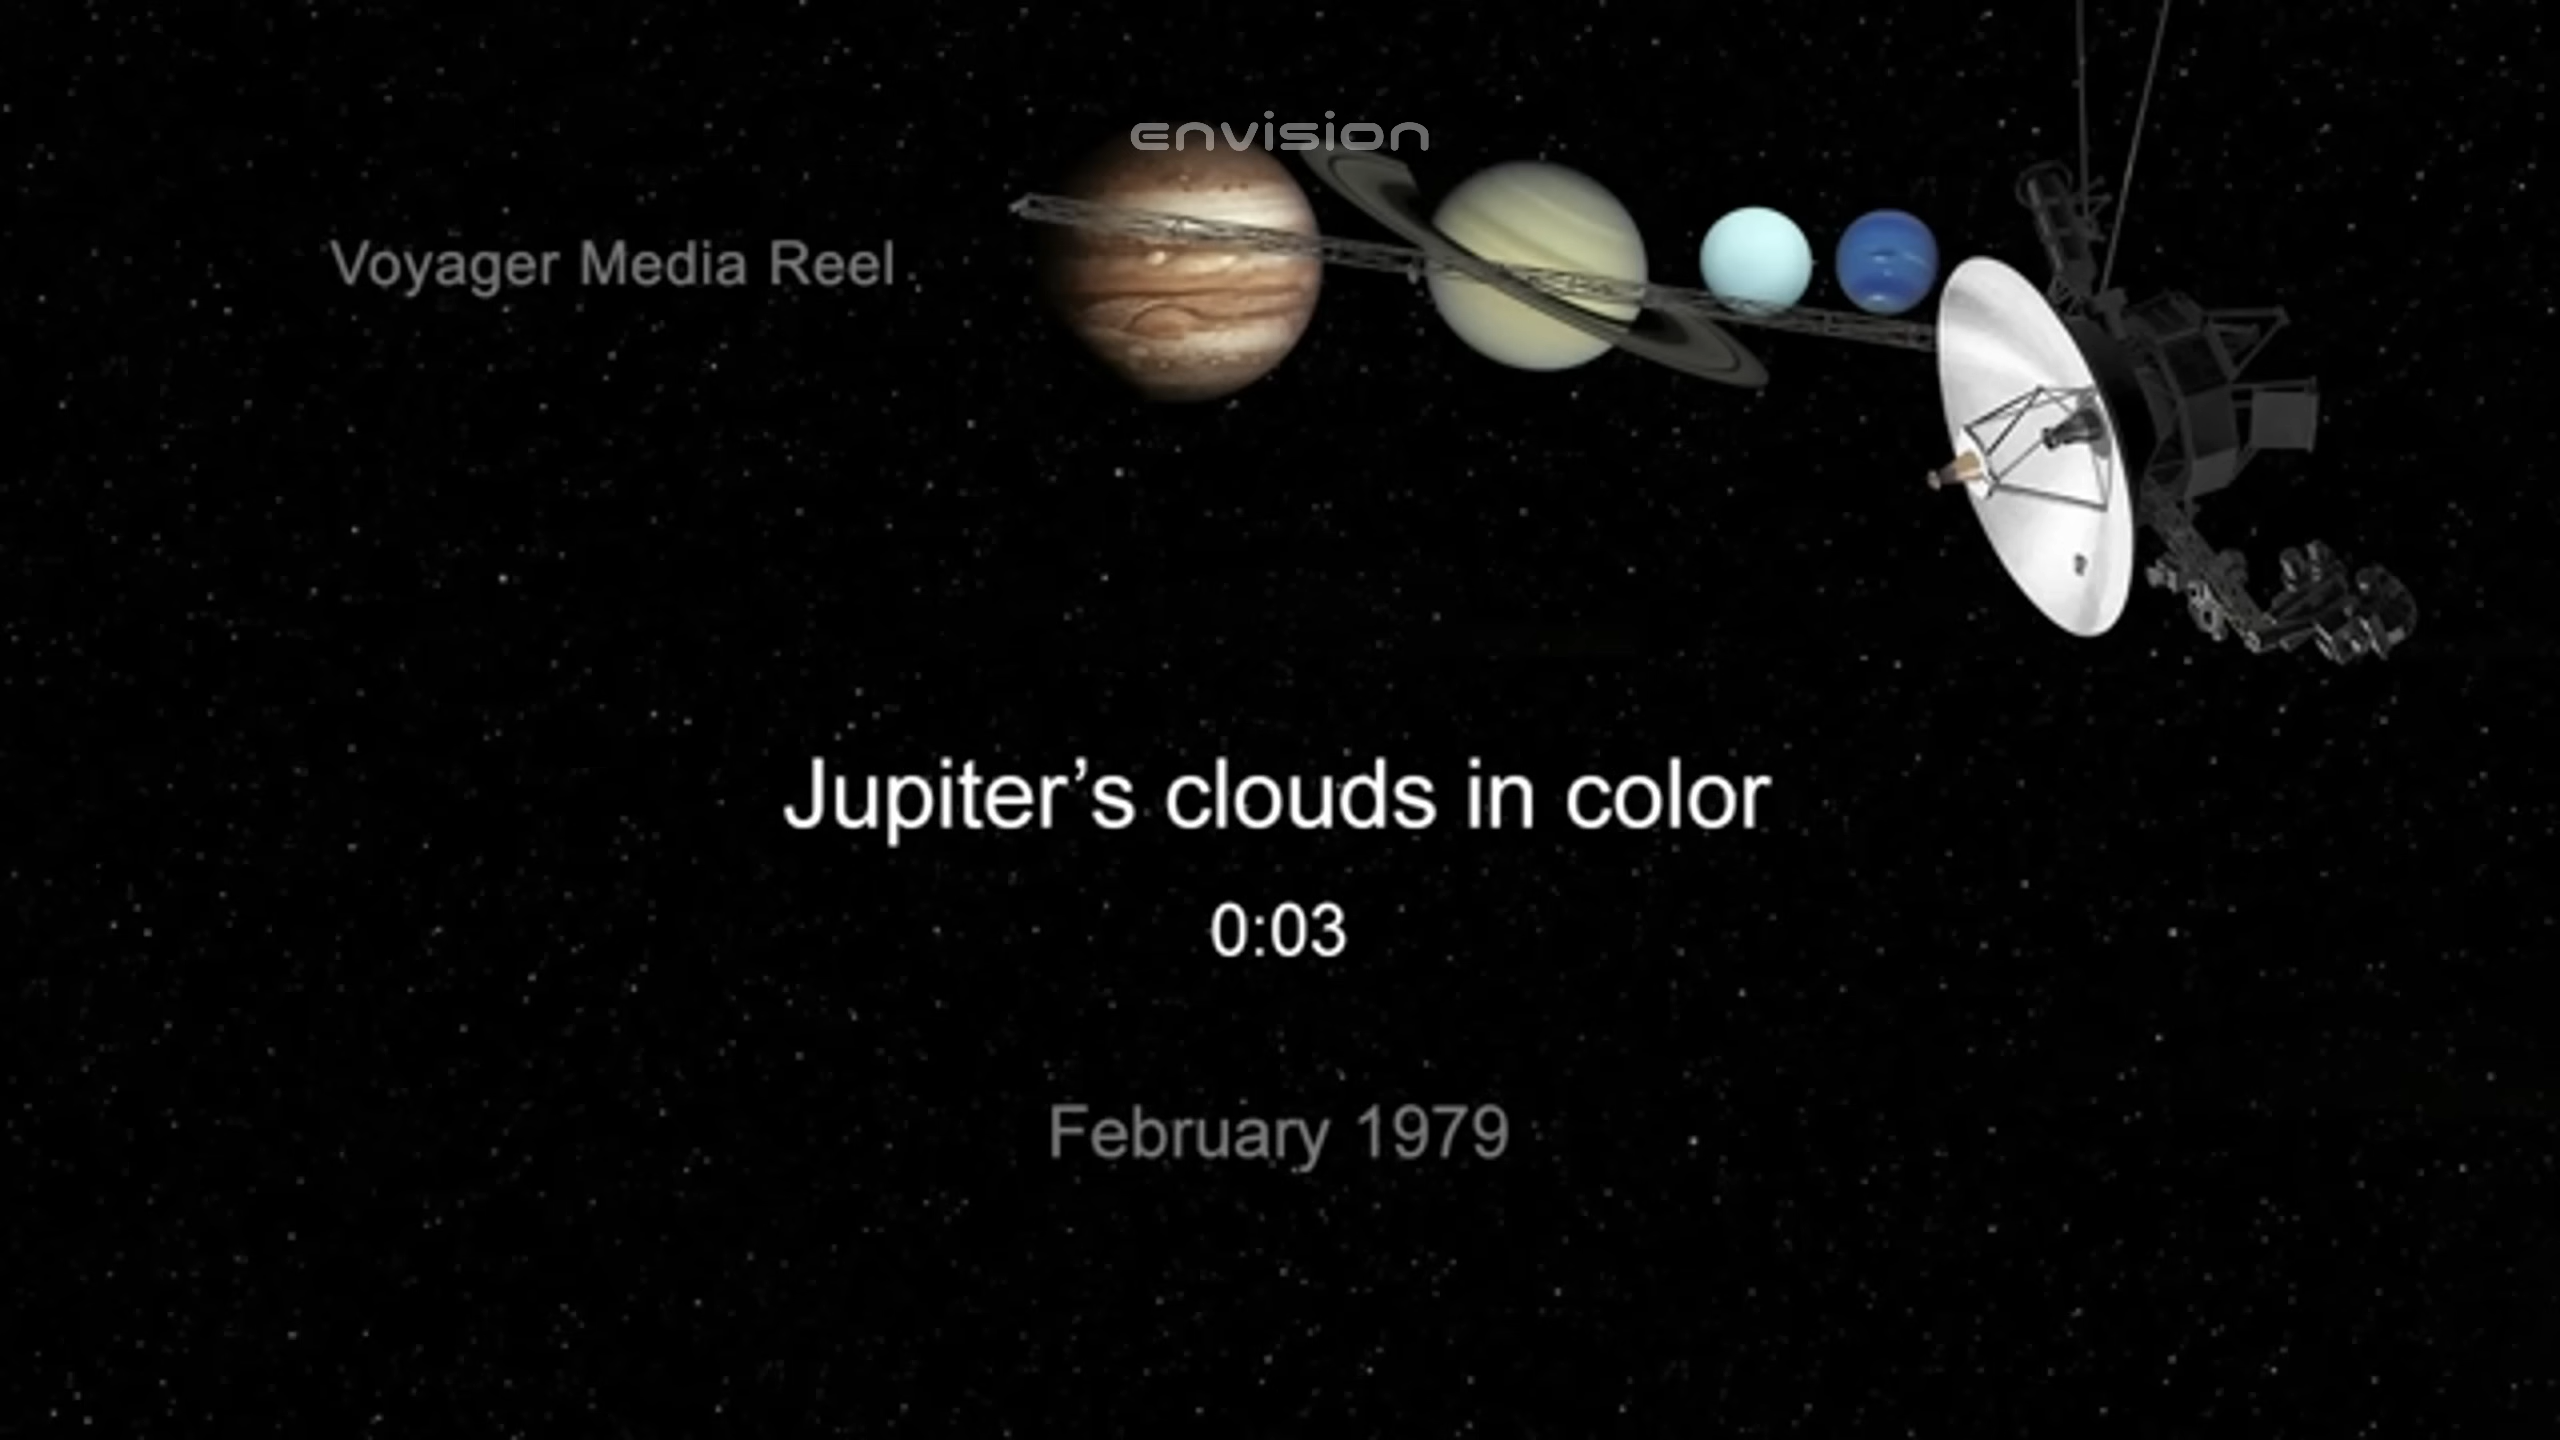 envision
Voyager Media Reel
Jupiter’s clouds in color
0:03
February 1979